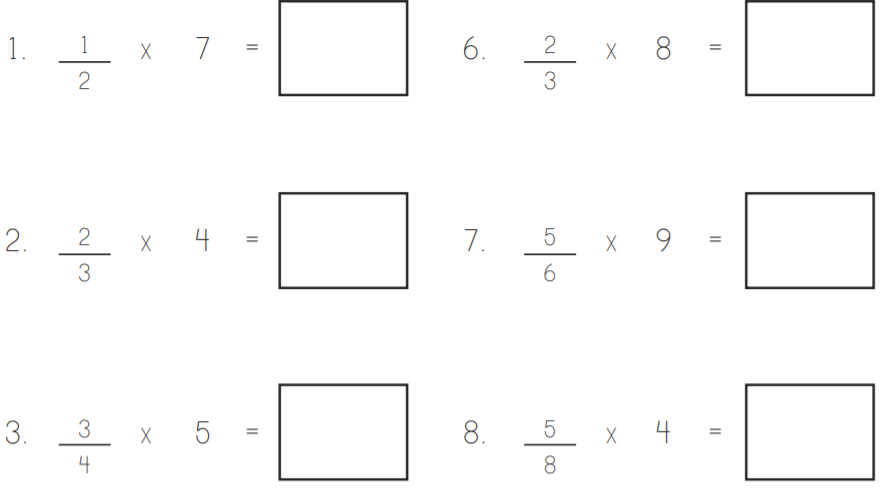 1. 1/2 x 7 =
2. 2/3 x 4 =
3. 3/4 x 5 =
6. 2/3 x 8 =
7. 5/6 x 9 =
8. 5/8 x 4 =